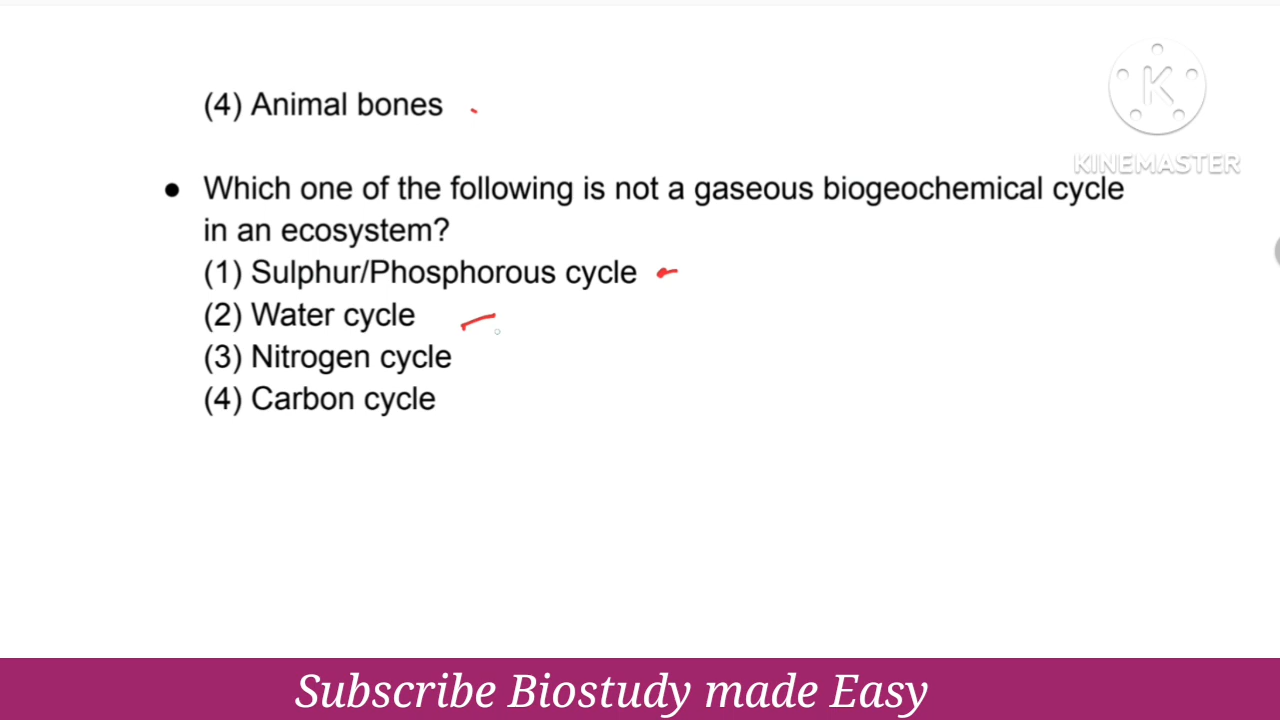 (4) Animal bones
K
KINEMASTER
● Which one of the following is not a gaseous biogeochemical cycle
in an ecosystem?
(1) Sulphur/Phosphorous cycle
(2) Water cycle
(3) Nitrogen cycle
(4) Carbon cycle
Subscribe Biostudy made Easy